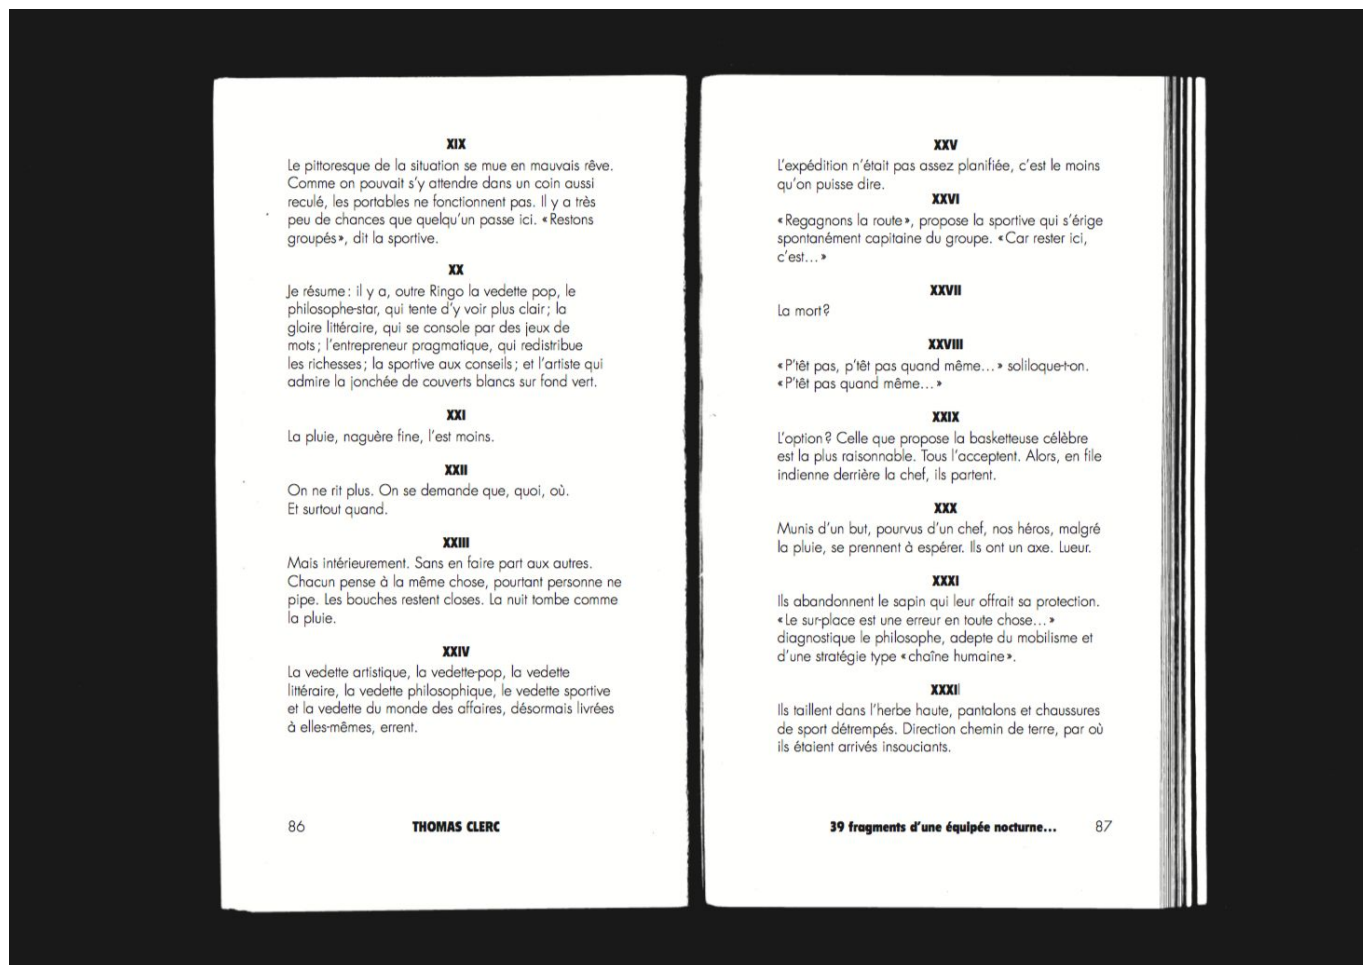 XIX
Le pittoresque de la situation se mue en mauvais rêve.
Comme on pouvait s’y attendre dans un coin aussi
reculé, les portables ne fonctionnent pas. Il y a très
peu de chances que quelqu’un passe ici. «Restons
groupés», dit la sportive.
XX
Je résume: il y a, outre Ringo la vedette pop, le
philosophe-star, qui tente d’y voir plus clair; la
gloire littéraire, qui se console par des jeux de
mots; l’entrepreneur pragmatique, qui redistribue
les richesses; la sportive aux conseils; et l’artiste qui
admire la jonchée de couverts blancs sur fond vert.
XXI
La pluie, naguère fine, l’est moins.
XXII
On ne rit plus. On se demande que, quoi, où.
Et surtout quand.
XXIII
Mais intérieurement. Sans en faire part aux autres.
Chacun pense à la même chose, pourtant personne ne
pipe. Les bouches restent closes. La nuit tombe comme
la pluie.
XXIV
La vedette artistique, la vedette-pop, la vedette
littéraire, la vedette philosophique, le vedette sportive
et la vedette du monde des affaires, désormais livrées
à elles-mêmes, errent.
86 THOMAS CLERC
XXV
L’expédition n’était pas assez planifiée, c’est le moins
qu’on puisse dire.
XXVI
«Regagnons la route», propose la sportive qui s’érige
spontanément capitaine du groupe. «Car rester ici,
c’est...»
XXVII
La mort?
XXVIII
«P’têt pas, p’têt pas quand même...» soliloque-t-on.
«P’têt pas quand même...»
XXIX
L’option? Celle que propose la basketteuse célèbre
est la plus raisonnable. Tous l’acceptent. Alors, en file
indienne derrière la chef, ils partent.
XXX
Munis d’un but, pourvus d’un chef, nos héros, malgré
la pluie, se prennent à espérer. Ils ont un axe. Lueur.
XXXI
Ils abandonnent le sapin qui leur offrait sa protection.
«Le sur-place est une erreur en toute chose...»
diagnostique le philosophe, adepte du mobilisme et
d’une stratégie type «chaîne humaine».
XXXII
Ils taillent dans l’herbe haute, pantalons et chaussures
de sport détrempés. Direction chemin de terre, par où
ils étaient arrivés insouciants.
39 fragments d’une équipée nocturne... 87